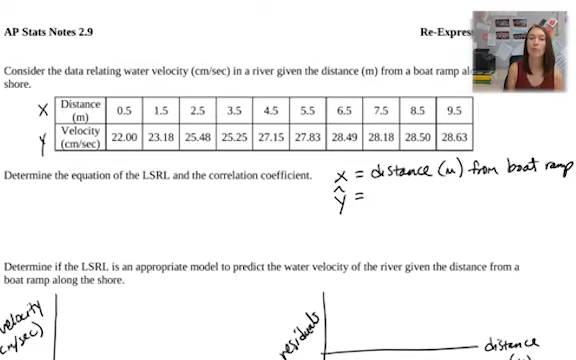 AP Stats Notes 2.9
Re-Express
Consider the data relating water velocity (cm/sec) in a river given the distance (m) from a boat ramp along
shore.
X Distance (m) 0.5 1.5 2.5 3.5 4.5 5.5 6.5 7.5 8.5 9.5
Y Velocity (cm/sec) 22.00 23.18 25.48 25.25 27.15 27.83 28.49 28.18 28.50 28.63
Determine the equation of the LSRL and the correlation coefficient.
x = distance (m) from boat ramp
ŷ =
Determine if the LSRL is an appropriate model to predict the water velocity of the river given the distance from a
boat ramp along the shore.
velocity
cm/sec)
residuals
distance